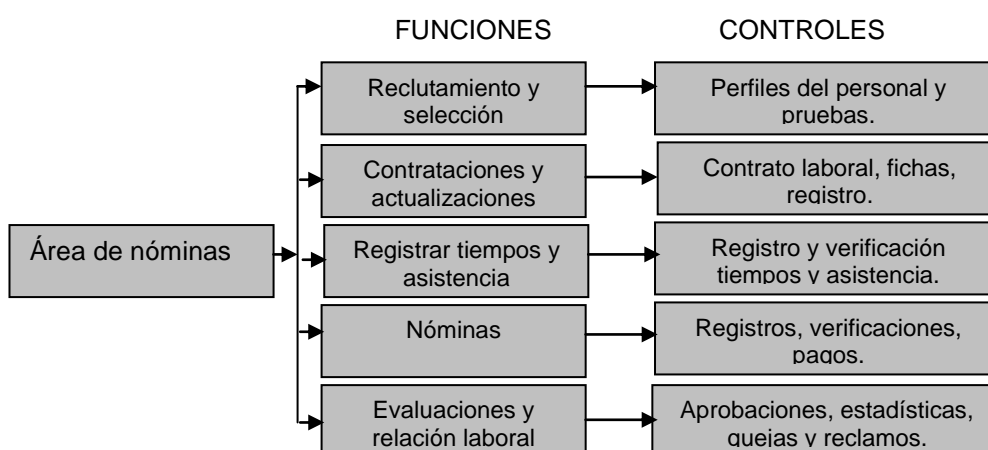 FUNCIONES CONTROLES
Reclutamiento y
selección
Perfiles del personal y
pruebas.
Contrataciones y
actualizaciones
Contrato laboral, fichas,
registro.
Área de nóminas
Registrar tiempos y
asistencia
Registro y verificación
tiempos y asistencia.
Nóminas
Registros, verificaciones,
pagos.
Evaluaciones y
relación laboral
Aprobaciones, estadísticas,
quejas y reclamos.